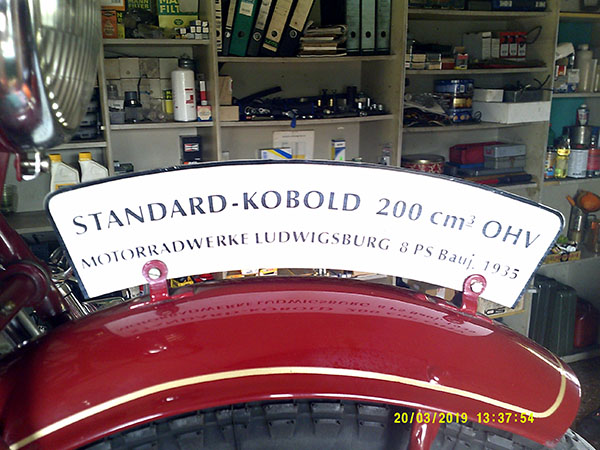 STANDARD-KOBOLD 200 cm³ OHV
MOTORRADWERKE LUDWIGSBURG 8 PS Bauj. 1935
20/03/2019 13:37:54